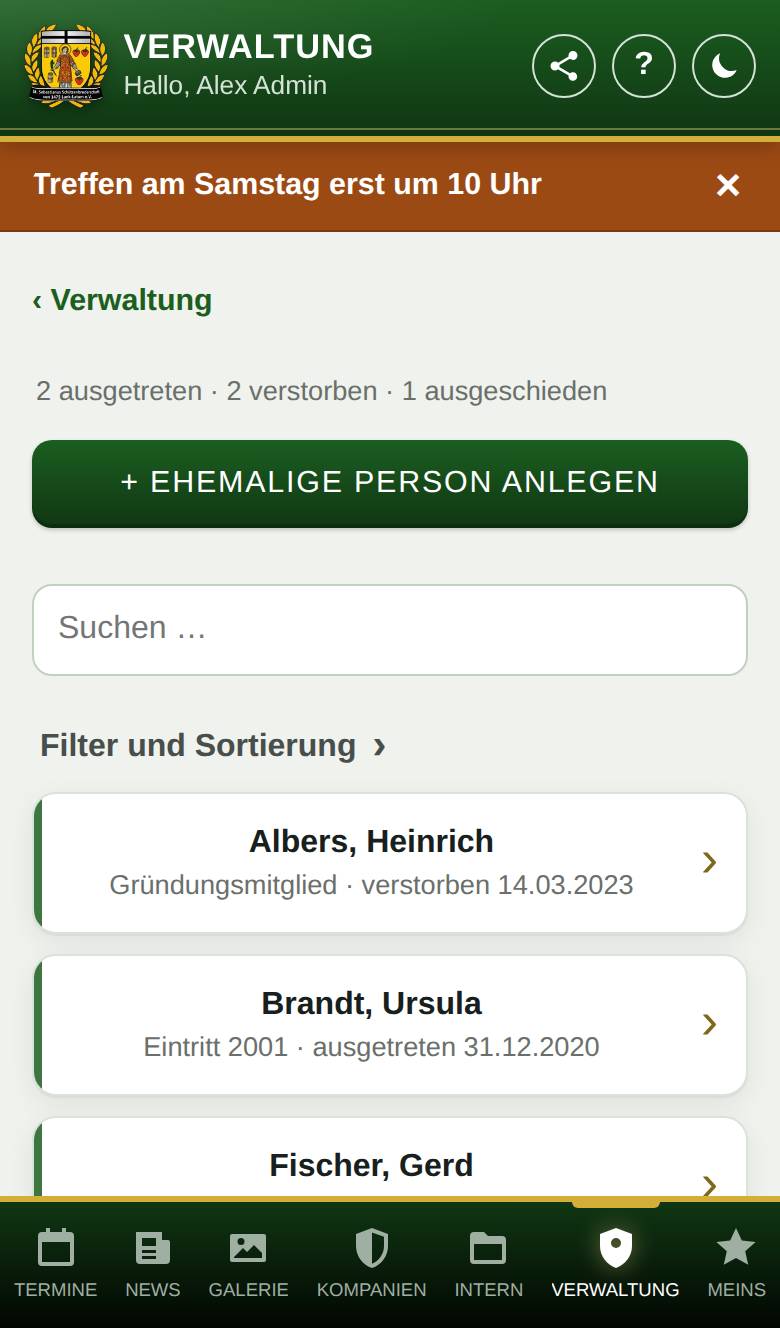 VERWALTUNG
Hallo, Alex Admin
?
Treffen am Samstag erst um 10 Uhr
×
‹ Verwaltung
2 ausgetreten · 2 verstorben · 1 ausgeschieden
+ EHEMALIGE PERSON ANLEGEN
Suchen …
Filter und Sortierung ›
Albers, Heinrich
Gründungsmitglied · verstorben 14.03.2023
›
Brandt, Ursula
Eintritt 2001 · ausgetreten 31.12.2020
›
Fischer, Gerd
›
TERMINE NEWS GALERIE KOMPANIEN INTERN VERWALTUNG MEINS